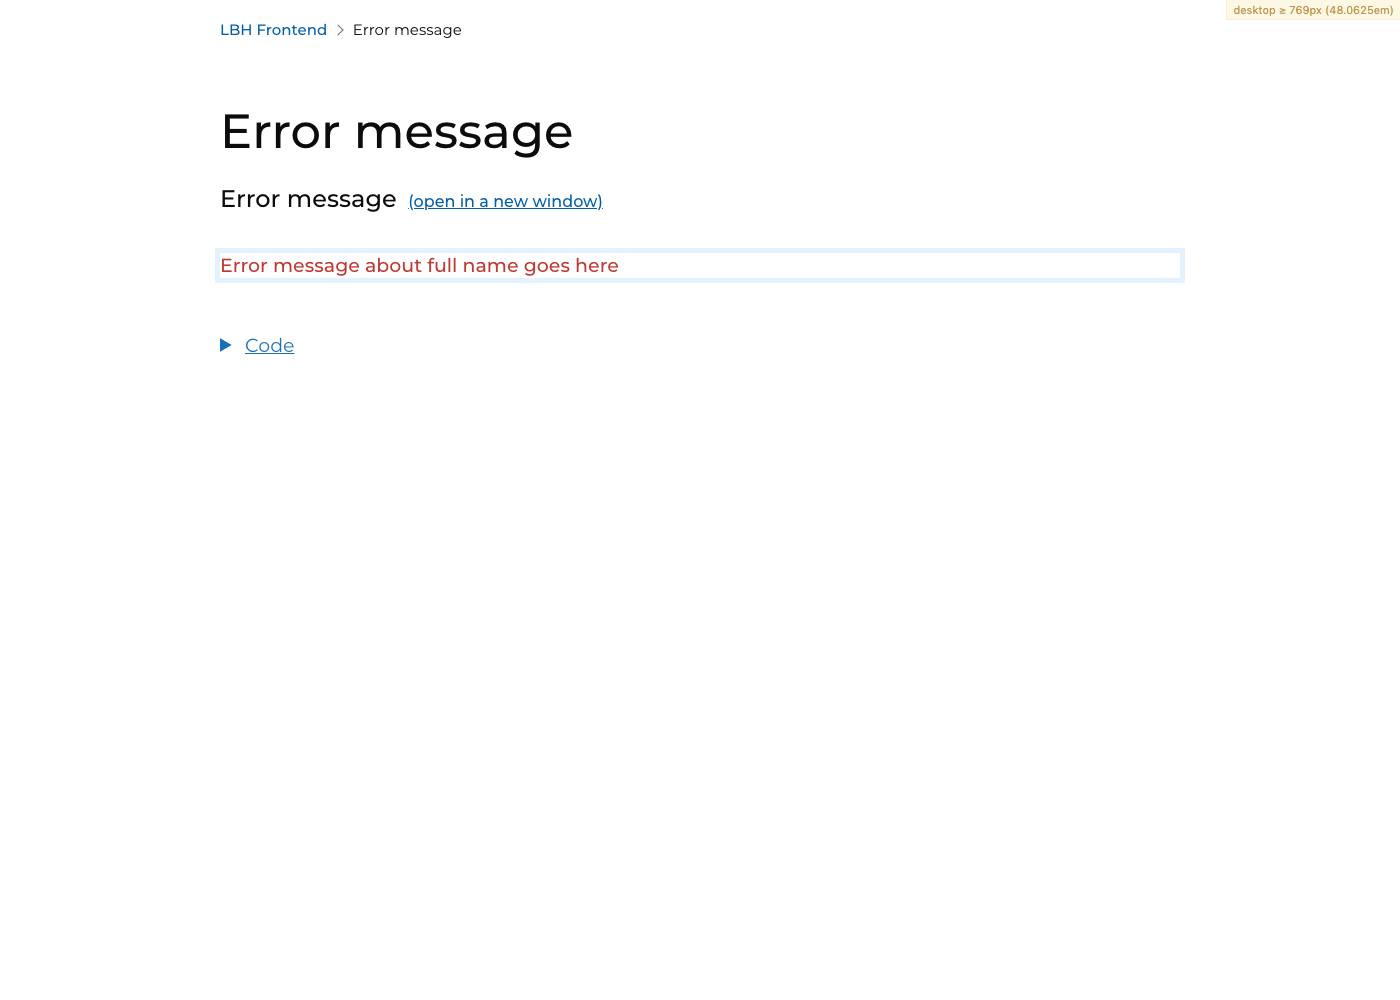 desktop ≥ 769px (48.0625em)
LBH Frontend > Error message
Error message
Error message (open in a new window)
Error message about full name goes here
Code